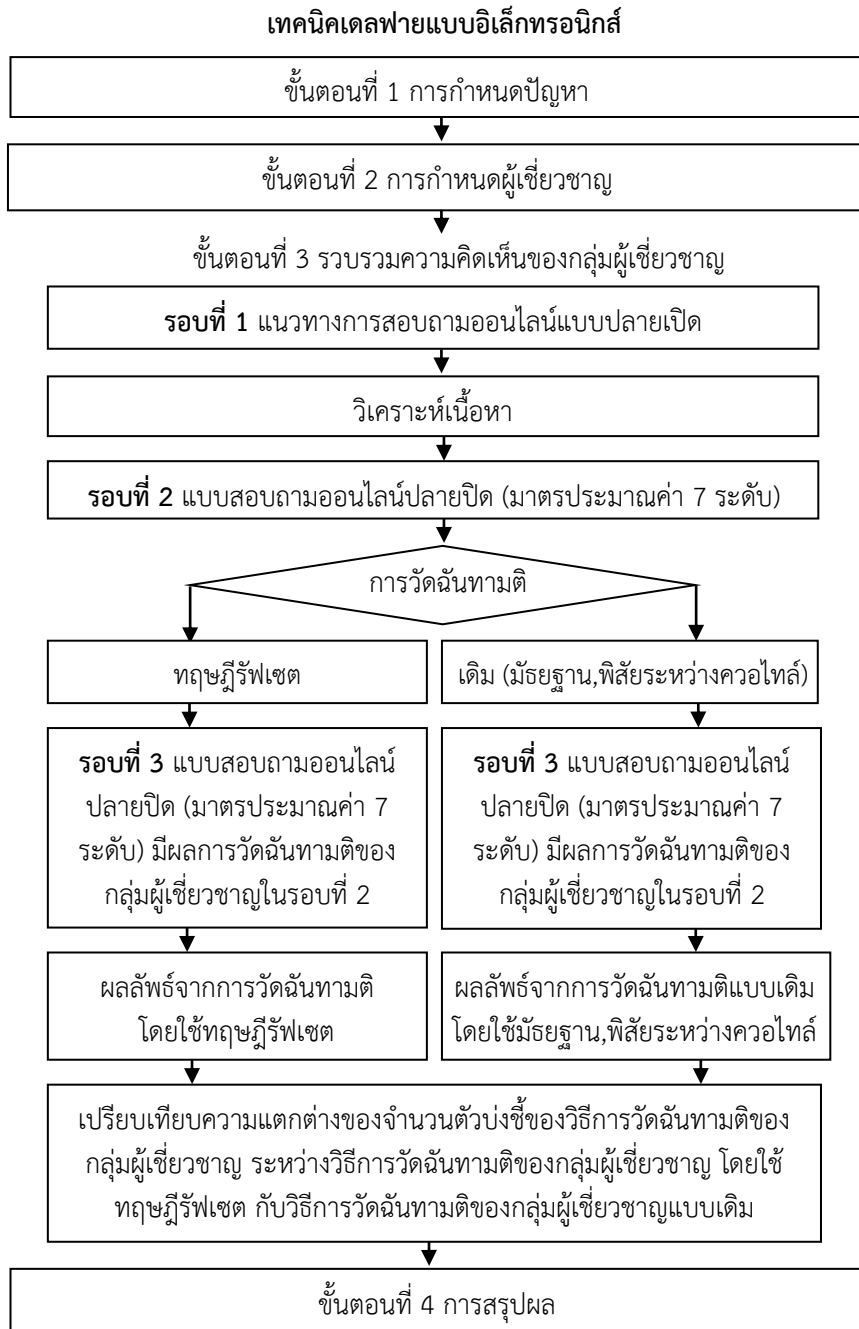 เทคนิคเดลฟายแบบอิเล็กทรอนิกส์
ขั้นตอนที่ 1 การกำหนดปัญหา
ขั้นตอนที่ 2 การกำหนดผู้เชี่ยวชาญ
ขั้นตอนที่ 3 รวบรวมความคิดเห็นของกลุ่มผู้เชี่ยวชาญ
รอบที่ 1 แนวทางการสอบถามออนไลน์แบบปลายเปิด
วิเคราะห์เนื้อหา
รอบที่ 2 แบบสอบถามออนไลน์ปลายปิด (มาตรประมาณค่า 7 ระดับ)
การวัดฉันทามติ
ทฤษฎีรัฟเซต
เดิม (มัธยฐาน,พิสัยระหว่างควอไทล์)
รอบที่ 3 แบบสอบถามออนไลน์
ปลายปิด (มาตรประมาณค่า 7
ระดับ) มีผลการวัดฉันทามติของ
กลุ่มผู้เชี่ยวชาญในรอบที่ 2
รอบที่ 3 แบบสอบถามออนไลน์
ปลายปิด (มาตรประมาณค่า 7
ระดับ) มีผลการวัดฉันทามติของ
กลุ่มผู้เชี่ยวชาญในรอบที่ 2
ผลลัพธ์จากการวัดฉันทามติ
โดยใช้ทฤษฎีรัฟเซต
ผลลัพธ์จากการวัดฉันทามติแบบเดิม
โดยใช้มัธยฐาน,พิสัยระหว่างควอไทล์
เปรียบเทียบความแตกต่างของจำนวนตัวบ่งชี้ของวิธีการวัดฉันทามติของ
กลุ่มผู้เชี่ยวชาญ ระหว่างวิธีการวัดฉันทามติของกลุ่มผู้เชี่ยวชาญ โดยใช้
ทฤษฎีรัฟเซต กับวิธีการวัดฉันทามติของกลุ่มผู้เชี่ยวชาญแบบเดิม
ขั้นตอนที่ 4 การสรุปผล